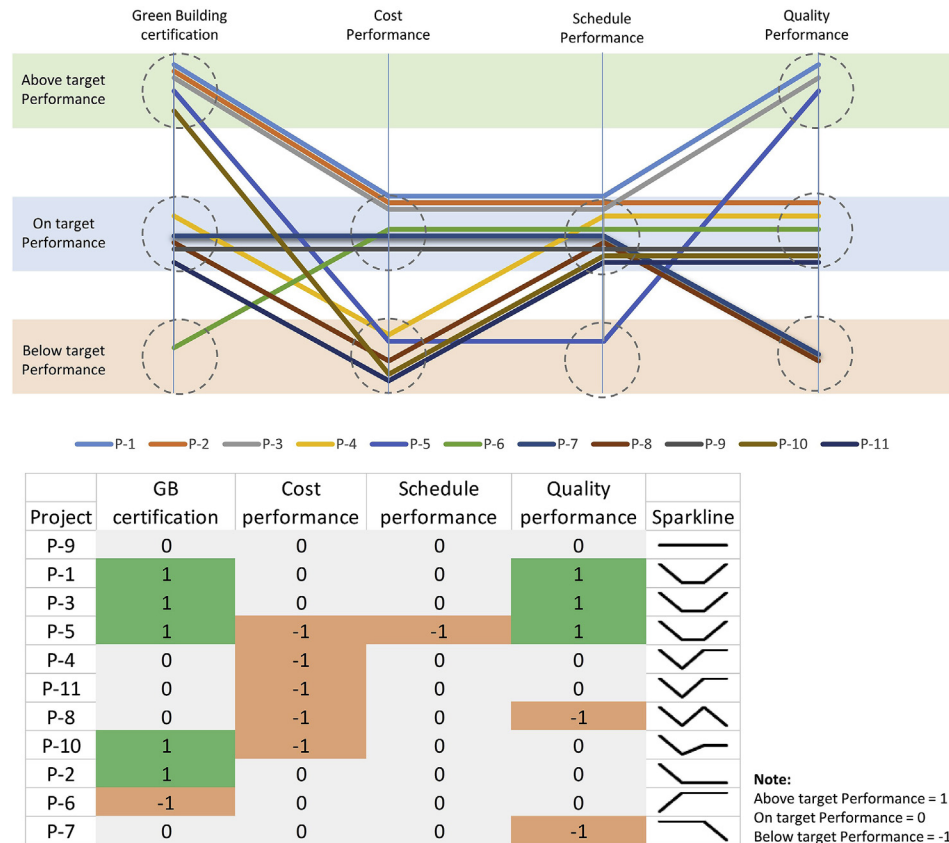 Green Building
certification
Cost
Performance
Schedule
Performance
Quality
Performance
Above target
Performance
On target
Performance
Below target
Performance
P-1 P-2 P-3 P-4 P-5 P-6 P-7 P-8 P-9 P-10 P-11
GB Cost Schedule Quality
Project certification performance performance performance Sparkline
P-9 0 0 0 0
P-1 1 0 0 1
P-3 1 0 0 1
P-5 1 -1 -1 1
P-4 0 -1 0 0
P-11 0 -1 0 0
P-8 0 -1 0 -1
P-10 1 -1 0 0
P-2 1 0 0 0
P-6 -1 0 0 0
P-7 0 0 0 -1
Note:
Above target Performance = 1
On target Performance = 0
Below target Performance = -1